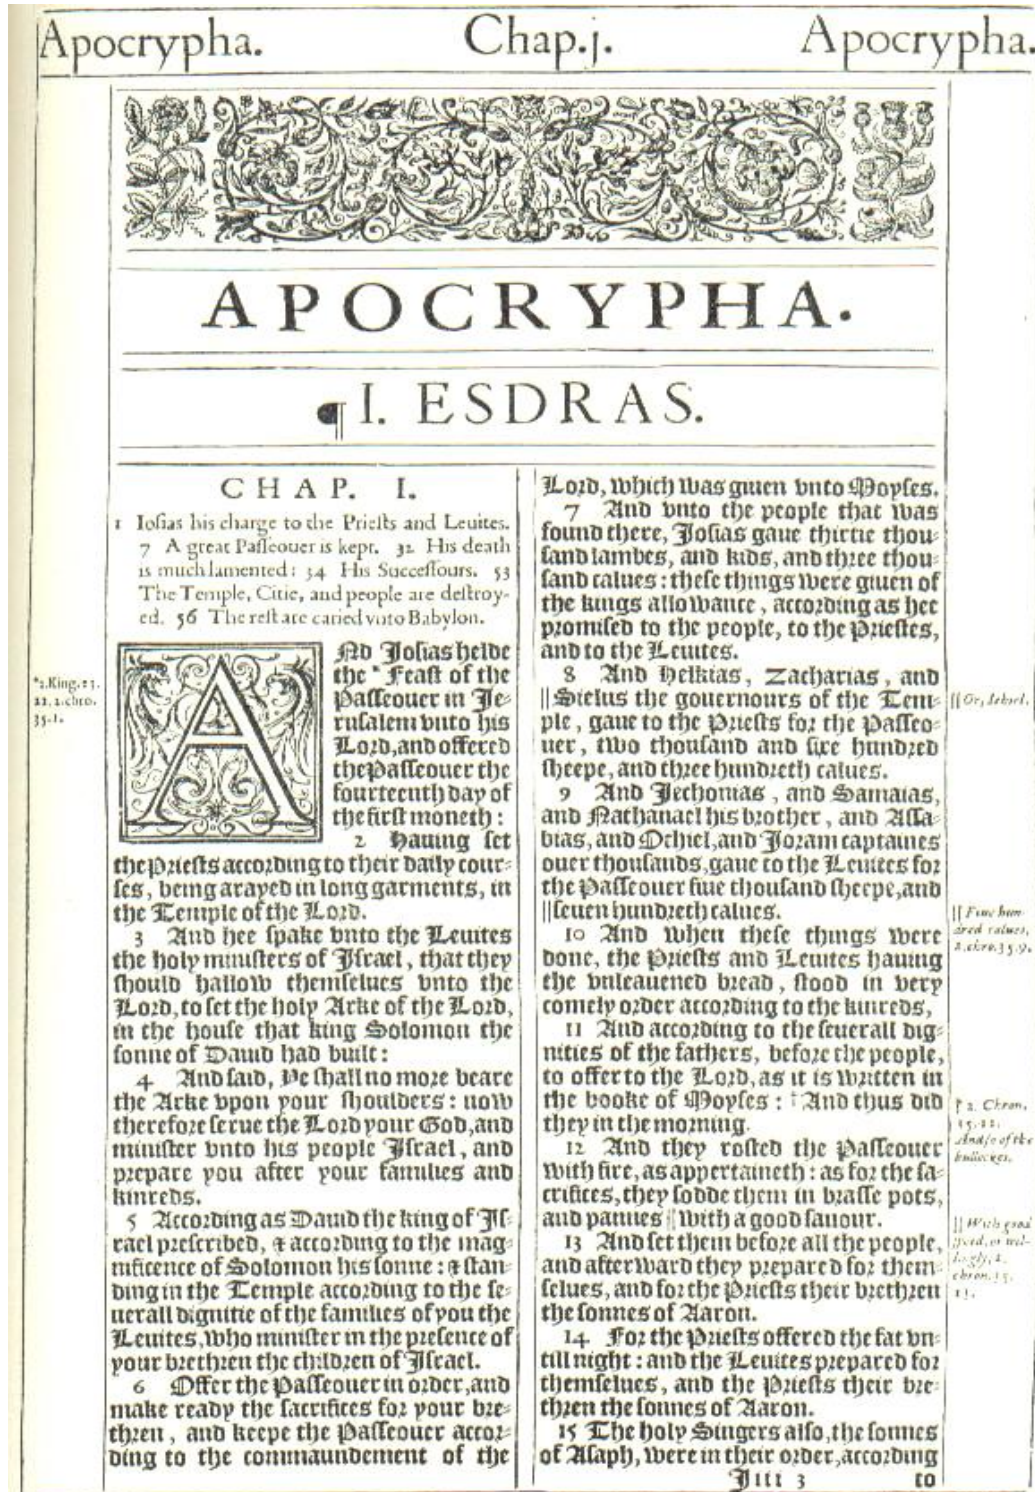 Apocrypha. Chap.j. Apocrypha.
APOCRYPHA.
¶ I. ESDRAS.
CHAP. I.
1 Iosias his charge to the Priests and Leuites.
7 A great Passeouer is kept. 32 His death
is much lamented: 34 His Successours. 53
The Temple, Citie, and people are destroy-
ed. 56 The rest are caried vnto Babylon.
AND Iosias helde
the * Feast of the
Passeouer in Je-
rusalem vnto his
Lord, and offered
the Passeouer the
fourteenth day of
the first moneth:
2 Hauing set
the Priests according to their daily cour-
ses, being arayed in long garments, in
the Temple of the Lord.
3 And hee spake vnto the Leuites
the holy ministers of Israel, that they
should hallow themselues vnto the
Lord, to set the holy Arke of the Lord,
in the house that king Solomon the
sonne of Dauid had built:
4 And said, Ye shall no more beare
the Arke vpon your shoulders: now
therefore serue the Lord your God, and
minister vnto his people Israel, and
prepare you after your families and
kinreds.
5 According as Dauid the king of Is-
rael prescribed, & according to the mag-
nificence of Solomon his sonne: & stan-
ding in the Temple according to the se-
uerall dignitie of the families of you the
Leuites, who minister in the presence of
your brethren the children of Israel.
6 Offer the Passeouer in order, and
make ready the sacrifices for your bre-
thren, and keepe the Passeouer accor-
ding to the commaundement of the
*2.King.23.
22.2.chro.
35.1.
Lord, which was giuen vnto Moyses.
7 And vnto the people that was
found there, Josias gaue thirtie thou-
sand lambes, and kids, and three thou-
sand calues: these things were giuen of
the kings allowance, according as hee
promised to the people, to the Priestes,
and to the Leuites.
8 And Helkias, Zacharias, and
||Sielus the gouernours of the Tem-
ple, gaue to the Priests for the Passeo-
uer, two thousand and sixe hundred
sheepe, and three hundreth calues.
9 And Jechonias, and Samaias,
and Nathanael his brother, and Assa-
bias, and Ochiel, and Joram captaines
ouer thousands, gaue to the Leuites for
the Passeouer fiue thousand sheepe, and
||seuen hundreth calues.
10 And when these things were
done, the Priests and Leuites hauing
the vnleauened bread, stood in very
comely order according to the kinreds,
11 And according to the seuerall dig-
nities of the fathers, before the people,
to offer to the Lord, as it is written in
the booke of Moyses: And thus did
they in the morning.
12 And they rosted the Passeouer
with fire, as appertaineth: as for the sa-
crifices, they sodde them in brasse pots,
and pannes || with a good sauour.
13 And set them before all the people,
and afterward they prepared for them-
selues, and for the Priests their brethren
the sonnes of Aaron.
14 For the Priests offered the fat vn-
till night: and the Leuites prepared for
themselues, and the Priests their bre-
thren the sonnes of Aaron.
15 The holy Singers also, the sonnes
of Asaph, were in their order, according
Jiii 3 to
|| Or, Iehiel.
|| Fiue hun-
dred calues,
2.chro.35.9.
2. Chron.
35.12.
And so of the
bullockes.
|| With good
speed, or wil-
lingly, 2.
chron.35.
13.